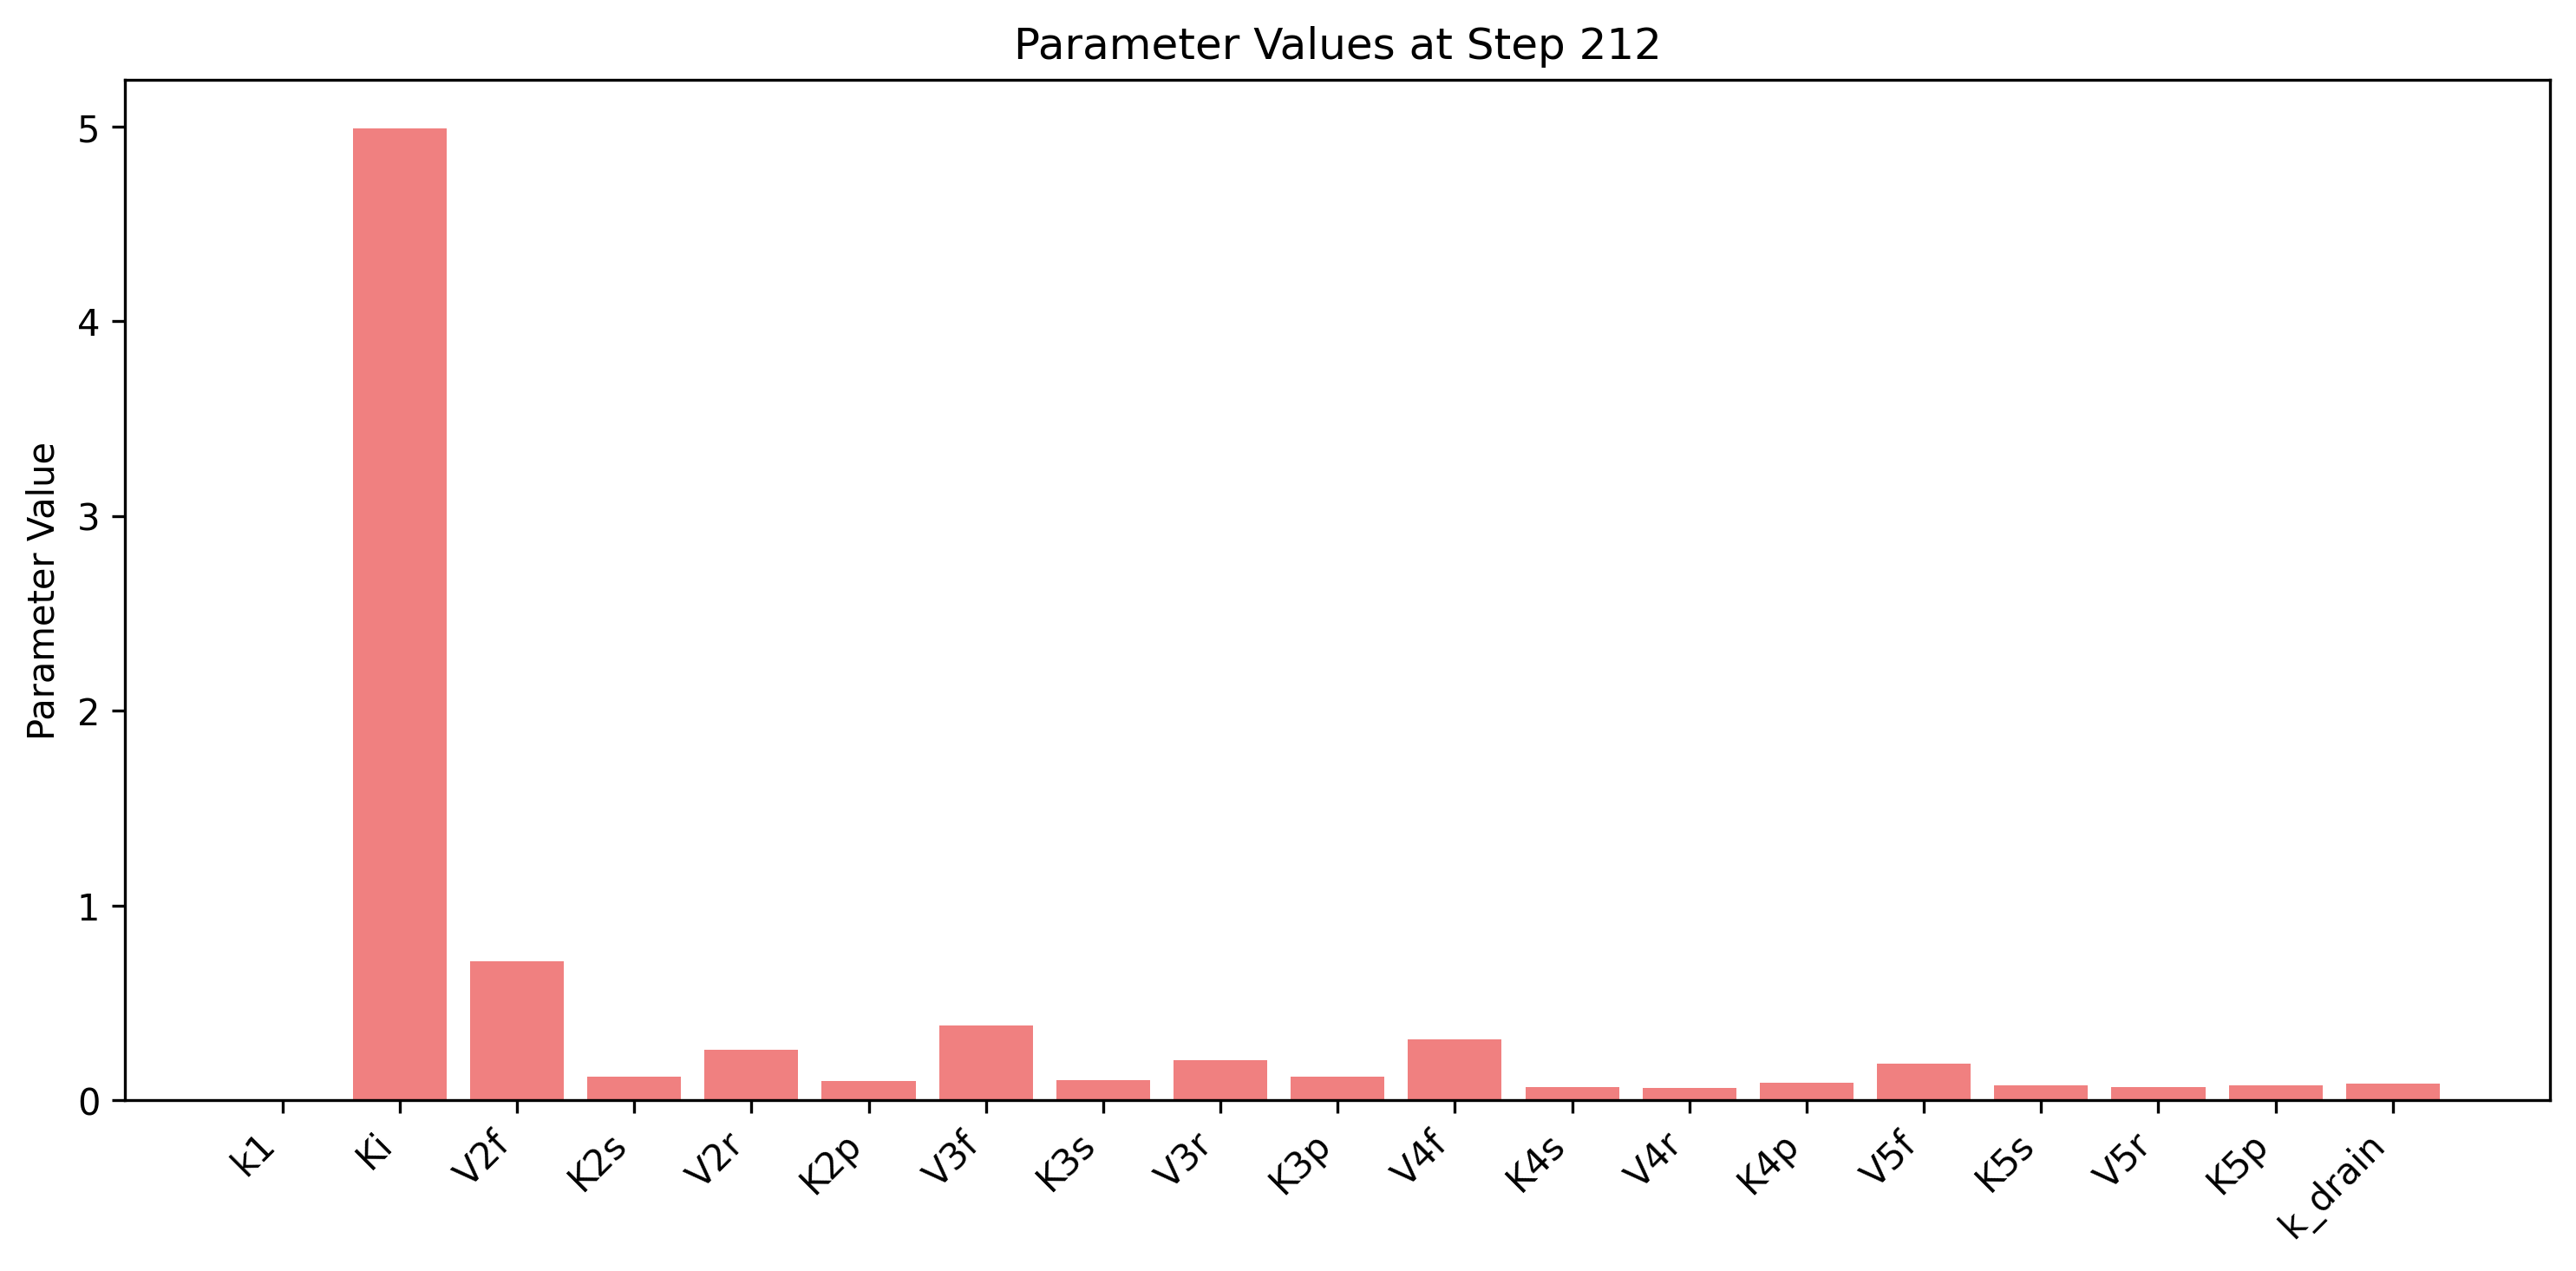 Parameter Values at Step 212
Parameter Value
5
4
3
2
1
0
k1
Ki
V2f
K2s
V2r
K2p
V3f
K3s
V3r
K3p
V4f
K4s
V4r
K4p
V5f
K5s
V5r
K5p
k_drain